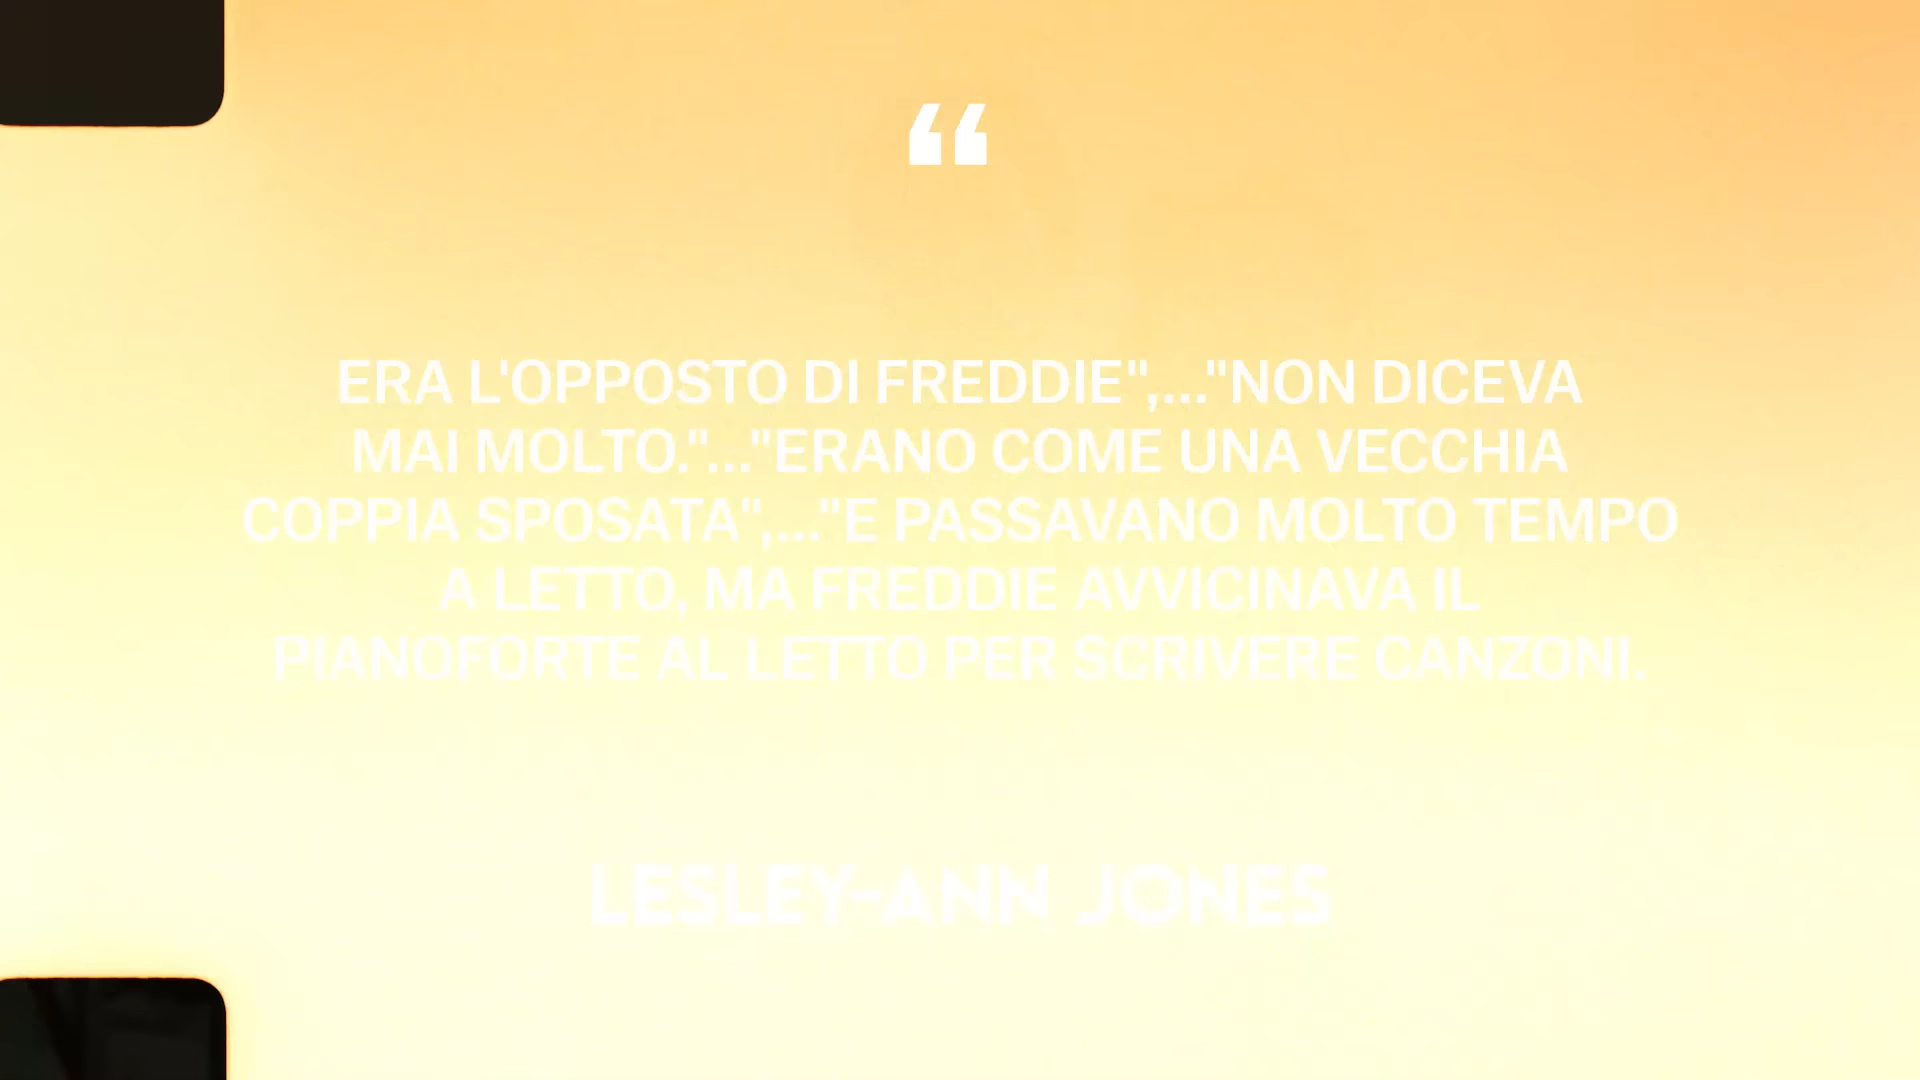 “
ERA L'OPPOSTO DI FREDDIE",..."NON DICEVA
MAI MOLTO."..."ERANO COME UNA VECCHIA
COPPIA SPOSATA",..."E PASSAVANO MOLTO TEMPO
A LETTO, MA FREDDIE AVVICINAVA IL
PIANOFORTE AL LETTO PER SCRIVERE CANZONI.
LESLEY-ANN JONES